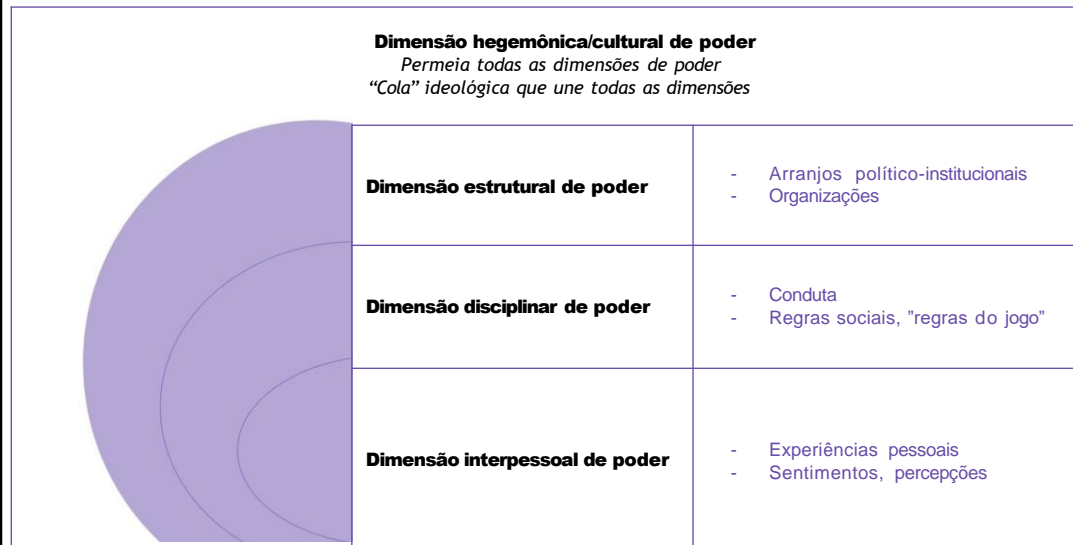 Dimensão hegemônica/cultural de poder
Permeia todas as dimensões de poder
“Cola” ideológica que une todas as dimensões
Dimensão estrutural de poder
- Arranjos político-institucionais
- Organizações
Dimensão disciplinar de poder
- Conduta
- Regras sociais, ”regras do jogo”
Dimensão interpessoal de poder
- Experiências pessoais
- Sentimentos, percepções